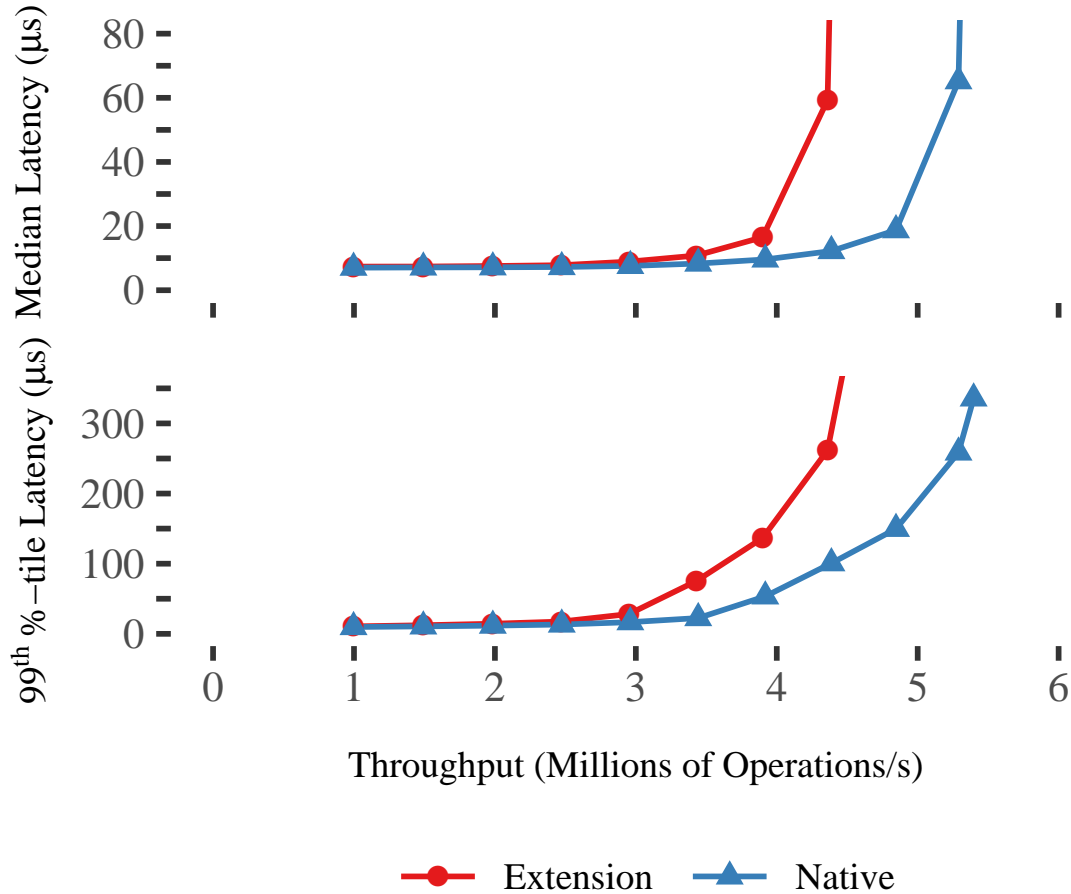 Median Latency (μs)
80
60
40
20
0
99th %−tile Latency (μs)
300
200
100
0
0 1 2 3 4 5 6
Throughput (Millions of Operations/s)
Extension Native